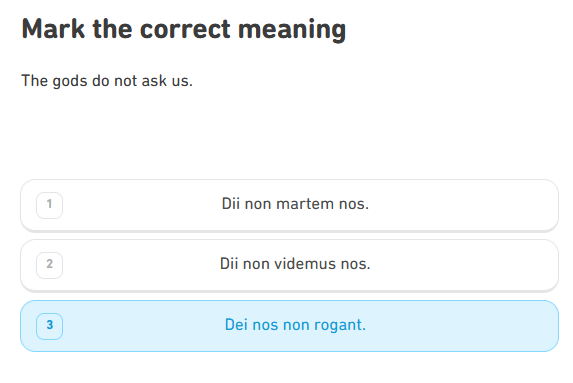 Mark the correct meaning
The gods do not ask us.
1 Dii non martem nos.
2 Dii non videmus nos.
3 Dei nos non rogant.